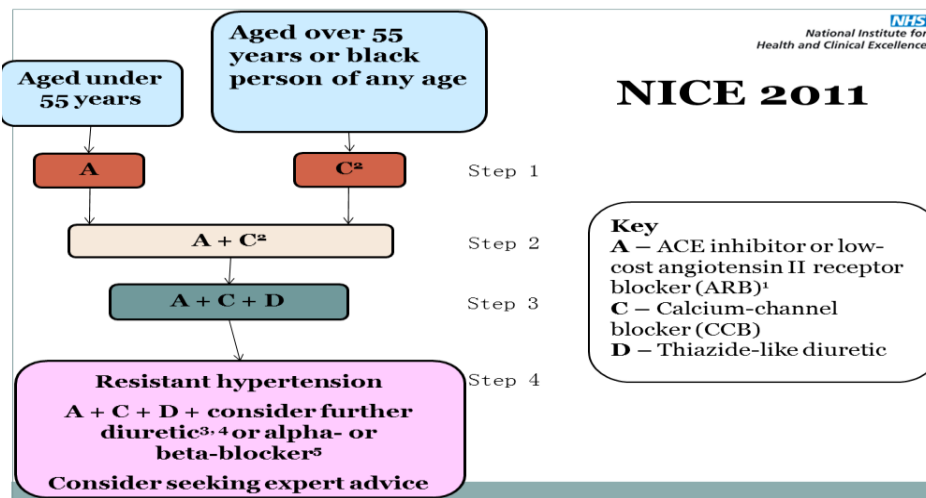 NHS
National Institute for
Health and Clinical Excellence
NICE 2011
Aged under
55 years
Aged over 55
years or black
person of any age
A
C²
Step 1
A + C²
Step 2
A + C + D
Step 3
Resistant hypertension
Step 4
A + C + D + consider further
diuretic³,⁴ or alpha- or
beta-blocker⁵
Consider seeking expert advice
Key
A – ACE inhibitor or low-
cost angiotensin II receptor
blocker (ARB)¹
C – Calcium-channel
blocker (CCB)
D – Thiazide-like diuretic